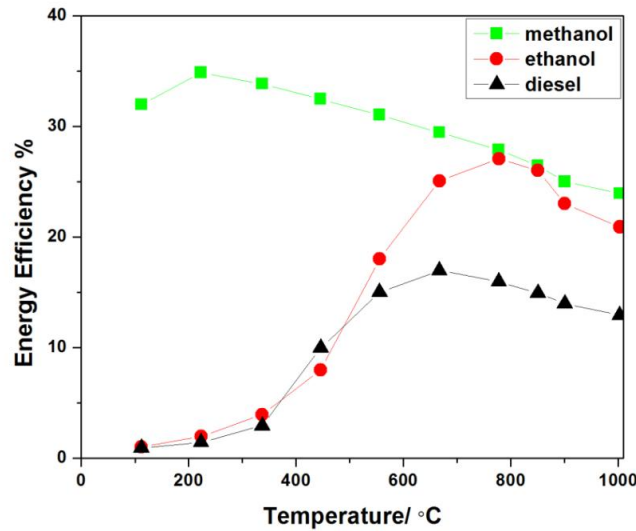 40
30
20
10
0
Energy Efficiency %
methanol
ethanol
diesel
0 200 400 600 800 1000
Temperature/ °C